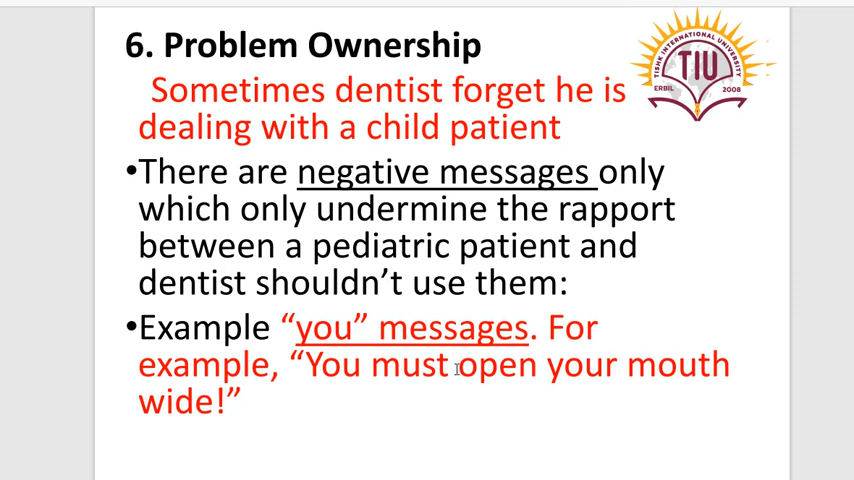 6. Problem Ownership
Sometimes dentist forget he is
dealing with a child patient
•There are negative messages only
which only undermine the rapport
between a pediatric patient and
dentist shouldn’t use them:
•Example “you” messages. For
example, “You must open your mouth
wide!”
TISHK INTERNATIONAL UNIVERSITY
TIU
ERBIL
2008